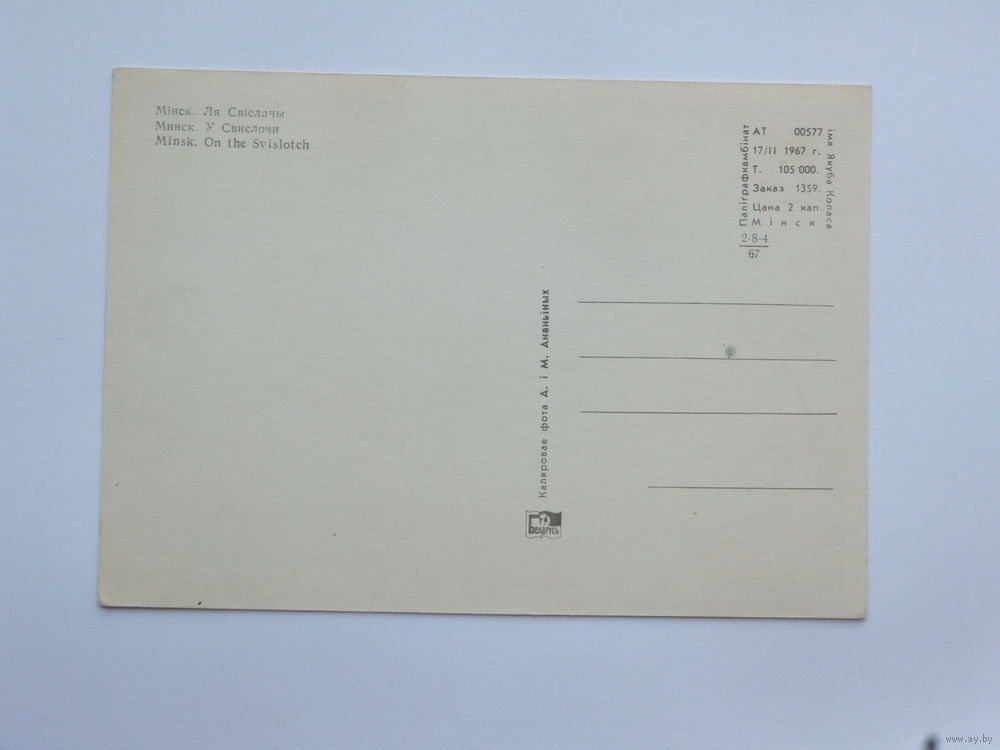 Мінск. Ля Свіслачы
Минск. У Свислочи
Minsk. On the Svislotch
Паліграфкамбінат
АТ 00577
17/II 1967 г.
Т. 105 000.
Заказ 1359.
Цана 2 кап.
Мінск
імя Якуба Коласа
2-8-4
67
Каляровае фота Д. і М. Ананьіных
Беларусь
www.ay.by